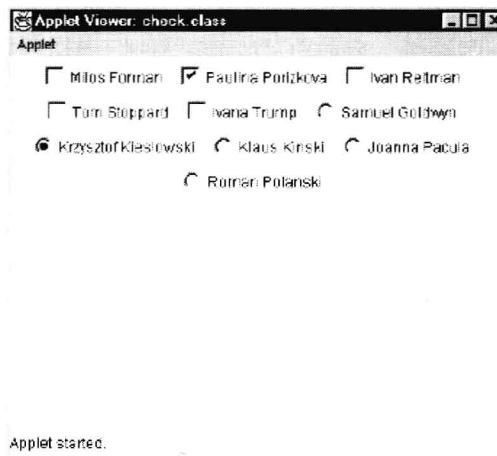 Applet Viewer: check.class
Applet
Milos Forman Paulina Porizkova Ivan Reitman
Tom Stoppard Ivana Trump Samuel Goldwyn
Krzysztof Kieslowski Klaus Kinski Joanna Pacula
Roman Polanski
Applet started.